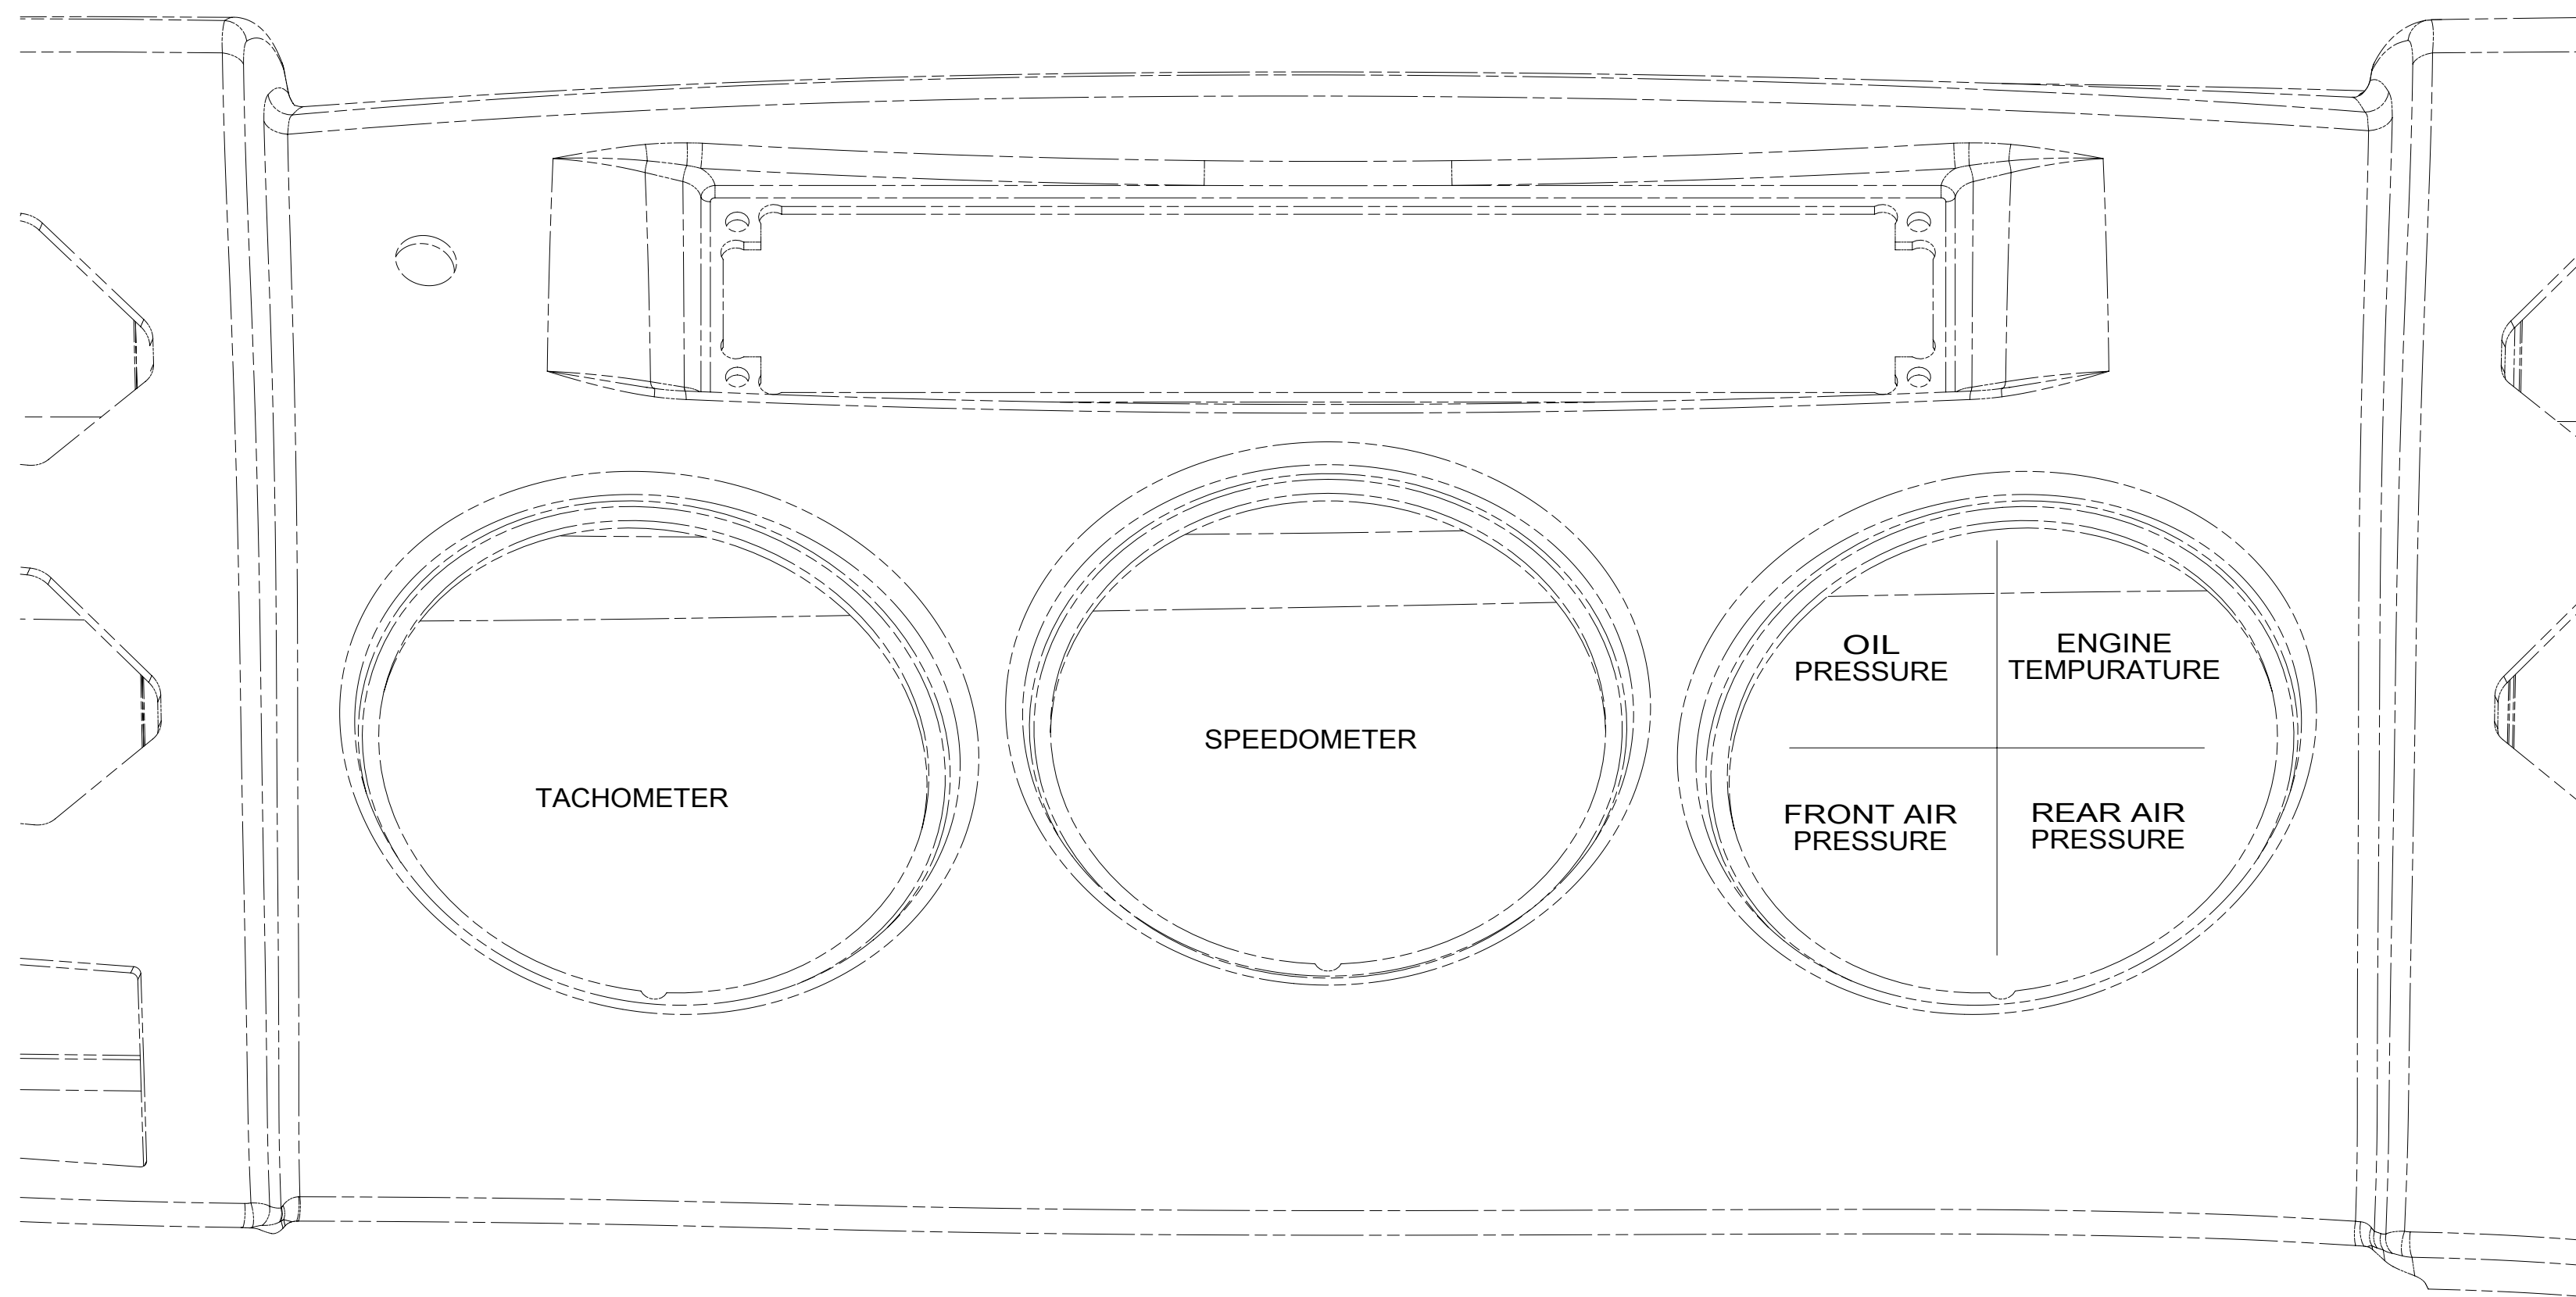 TACHOMETER
SPEEDOMETER
OIL
PRESSURE
ENGINE
TEMPURATURE
FRONT AIR
PRESSURE
REAR AIR
PRESSURE